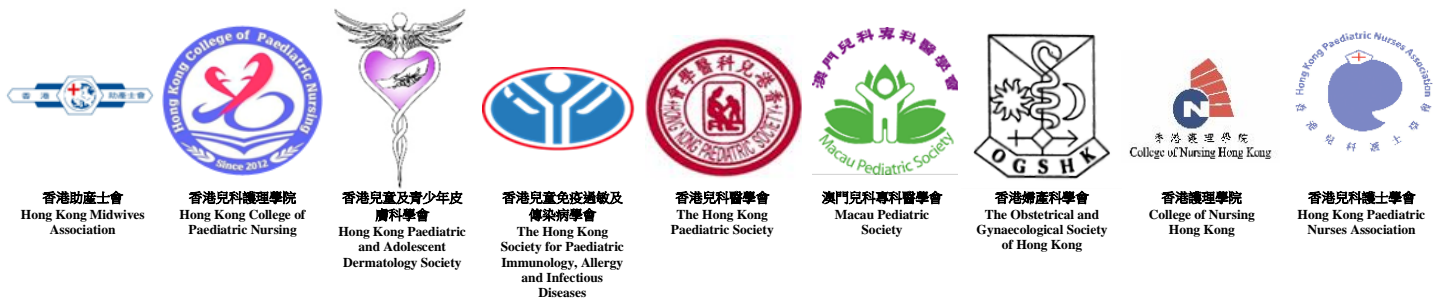 香港 助產士會
香港助産士會
Hong Kong Midwives
Association
Hong Kong College of Paediatric Nursing
Since 2012
香港兒科護理學院
Hong Kong College of
Paediatric Nursing
香港兒童及青少年皮
膚科學會
Hong Kong Paediatric
and Adolescent
Dermatology Society
香港兒童免疫過敏及
傳染病學會
The Hong Kong
Society for Paediatric
Immunology, Allergy
and Infectious
Diseases
香港兒科醫學會
HONG KONG PAEDIATRIC SOCIETY
香港兒科醫學會
The Hong Kong
Paediatric Society
澳門兒科專科醫學會
Macau Pediatric Society
澳門兒科專科醫學會
Macau Pediatric
Society
OGSHK
香港婦產科學會
The Obstetrical and
Gynaecological Society
of Hong Kong
N
香港護理學院
College of Nursing Hong Kong
香港護理學院
College of Nursing
Hong Kong
Hong Kong Paediatric Nurses Association
香港兒科護士學會
香港兒科護士學會
Hong Kong Paediatric
Nurses Association